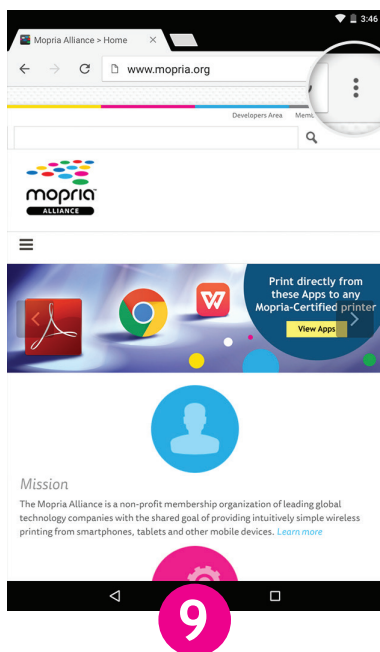 3:46
Mopria Alliance > Home
www.mopria.org
Developers Area
mopria
ALLIANCE
W
Print directly from
these Apps to any
Mopria-Certified printer
View Apps
Mission
The Mopria Alliance is a non-profit membership organization of leading global
technology companies with the shared goal of providing intuitively simple wireless
printing from smartphones, tablets and other mobile devices. Learn more
9